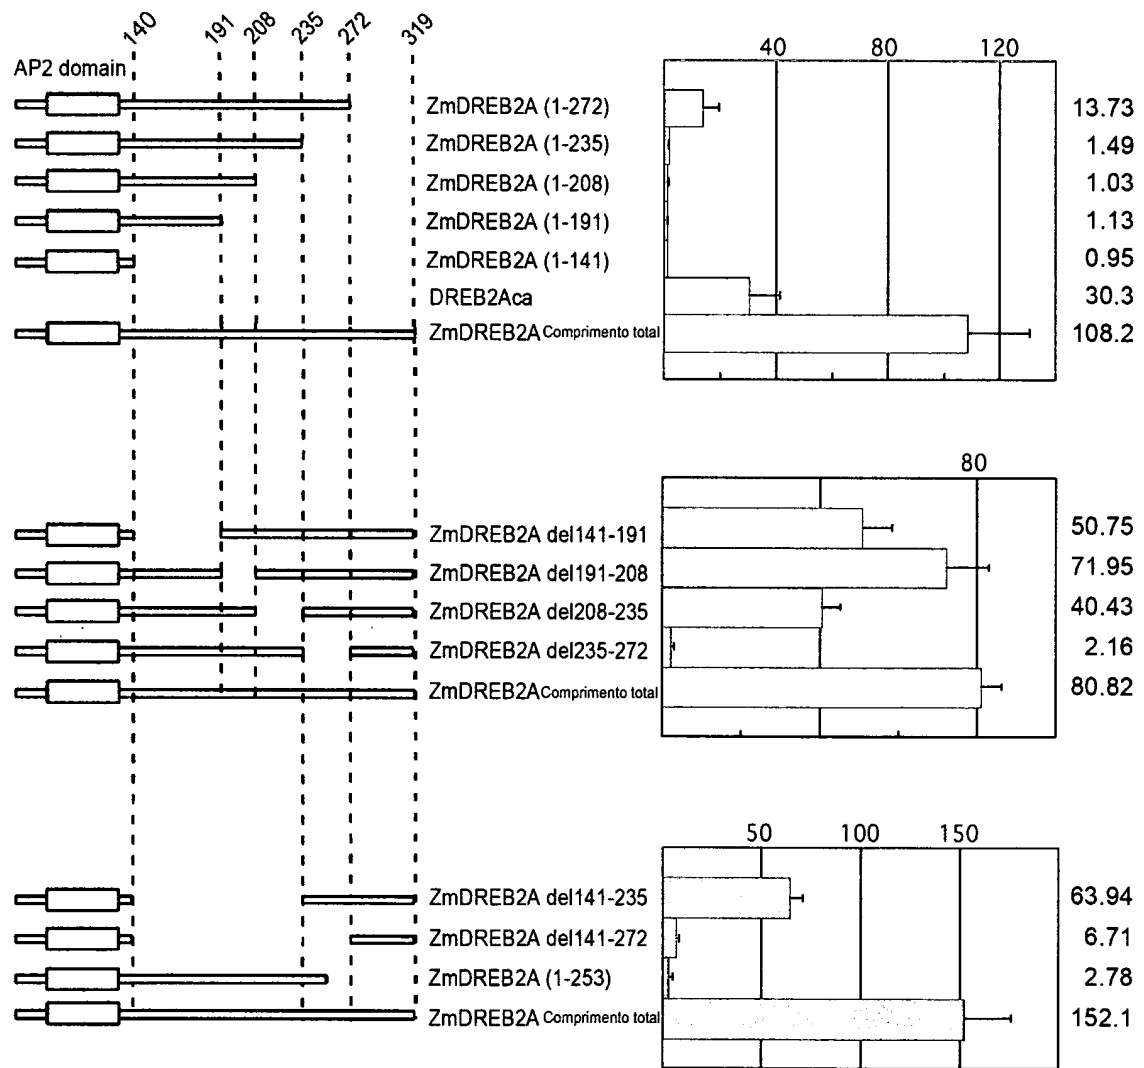 140 191 208 235 272 319
40 80 120
AP2 domain
ZmDREB2A (1-272) 13.73
ZmDREB2A (1-235) 1.49
ZmDREB2A (1-208) 1.03
ZmDREB2A (1-191) 1.13
ZmDREB2A (1-141) 0.95
DREB2Aca 30.3
ZmDREB2A Comprimento total 108.2
80
ZmDREB2A del141-191 50.75
ZmDREB2A del191-208 71.95
ZmDREB2A del208-235 40.43
ZmDREB2A del235-272 2.16
ZmDREB2A Comprimento total 80.82
50 100 150
ZmDREB2A del141-235 63.94
ZmDREB2A del141-272 6.71
ZmDREB2A (1-253) 2.78
ZmDREB2A Comprimento total 152.1